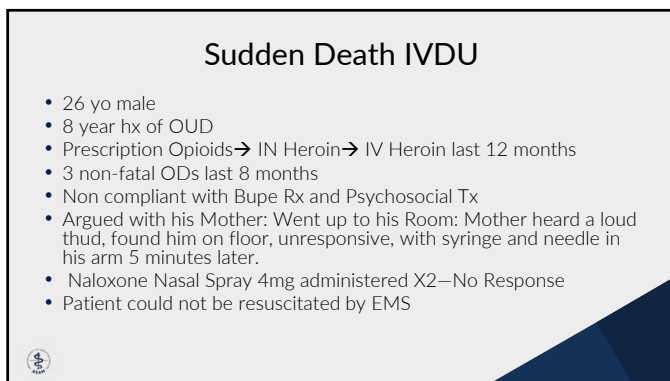 Sudden Death IVDU
• 26 yo male
• 8 year hx of OUD
• Prescription Opioids→ IN Heroin→ IV Heroin last 12 months
• 3 non-fatal ODs last 8 months
• Non compliant with Bupe Rx and Psychosocial Tx
• Argued with his Mother: Went up to his Room: Mother heard a loud
thud, found him on floor, unresponsive, with syringe and needle in
his arm 5 minutes later.
• Naloxone Nasal Spray 4mg administered X2—No Response
• Patient could not be resuscitated by EMS
ASAM